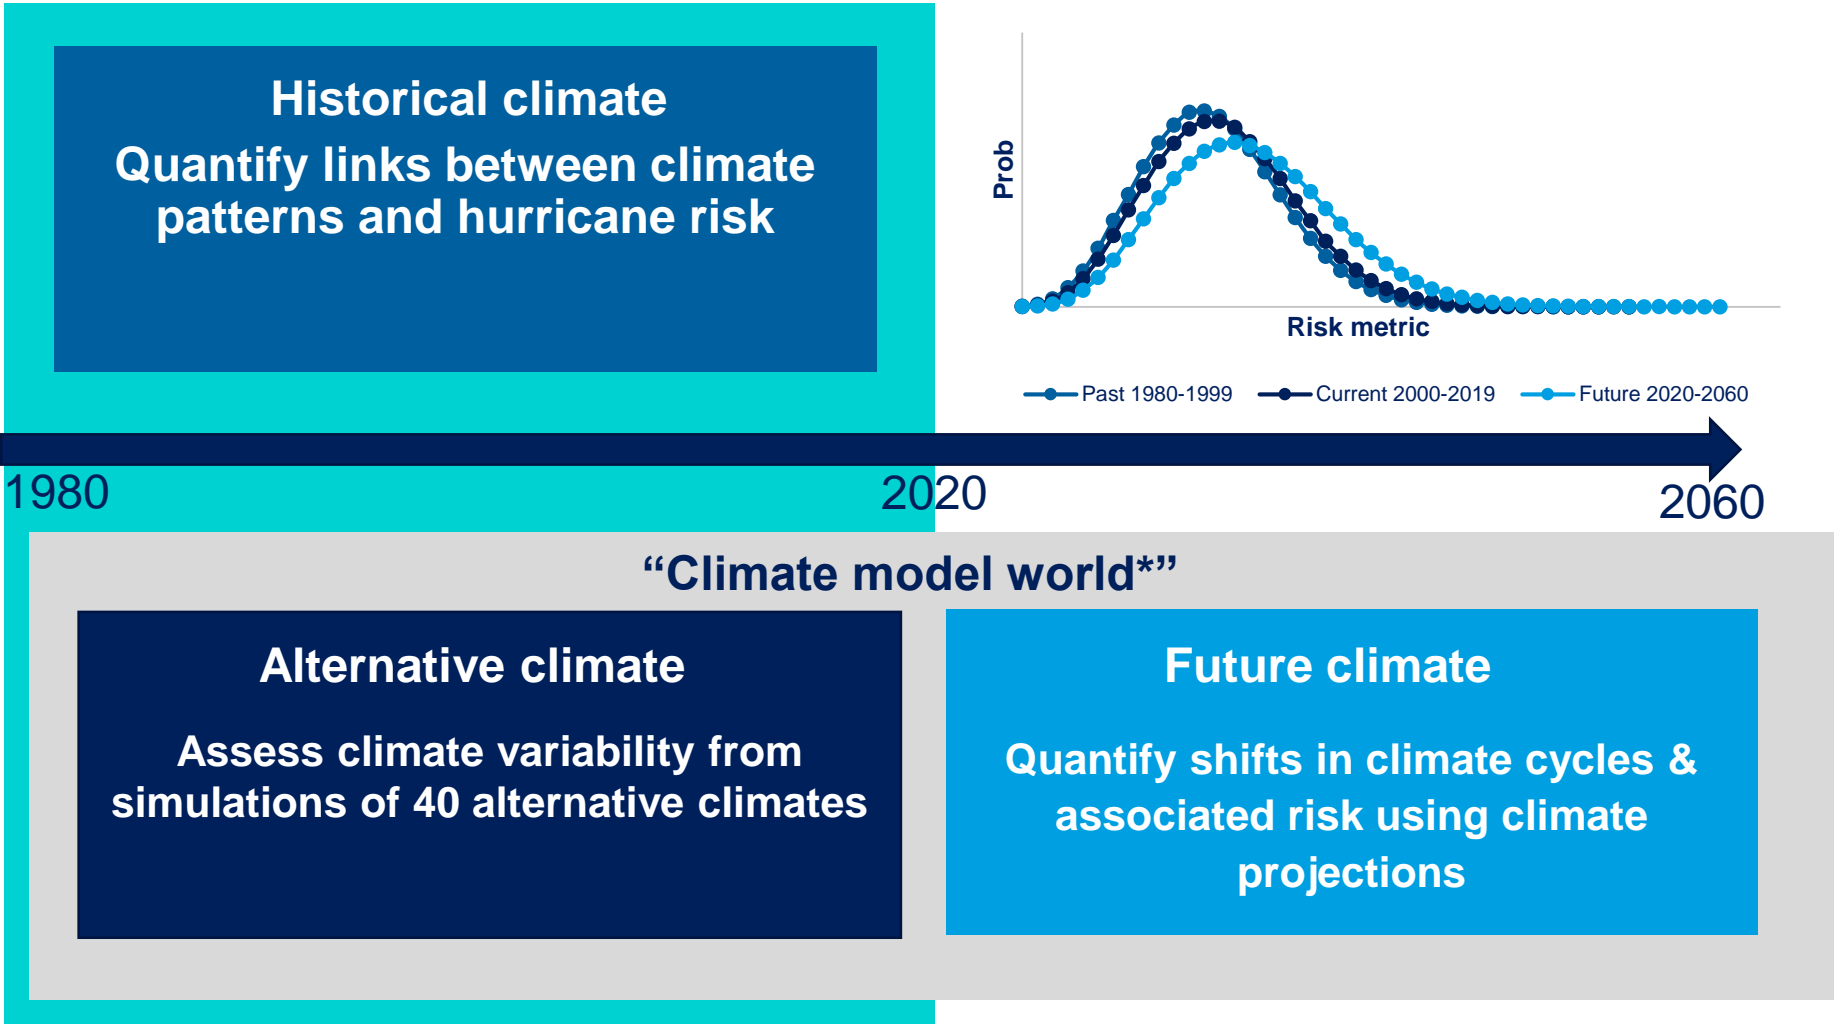 Historical climate
Quantify links between climate
patterns and hurricane risk
Prob
Risk metric
Past 1980-1999
Current 2000-2019
Future 2020-2060
1980
2020
2060
“Climate model world*”
Alternative climate
Assess climate variability from
simulations of 40 alternative climates
Future climate
Quantify shifts in climate cycles &
associated risk using climate
projections